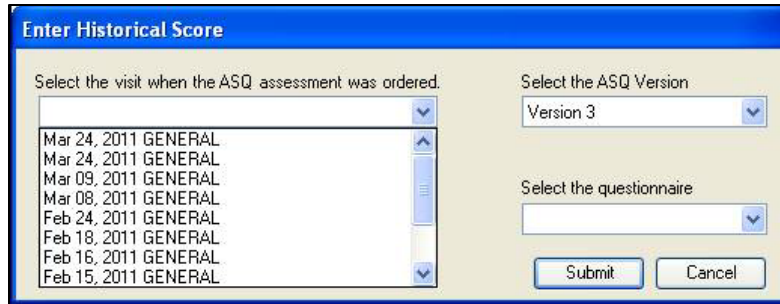 Enter Historical Score
Select the visit when the ASQ assessment was ordered.
Mar 24, 2011 GENERAL
Mar 24, 2011 GENERAL
Mar 09, 2011 GENERAL
Mar 08, 2011 GENERAL
Feb 24, 2011 GENERAL
Feb 18, 2011 GENERAL
Feb 16, 2011 GENERAL
Feb 15, 2011 GENERAL
Select the ASQ Version
Version 3
Select the questionnaire
Submit
Cancel